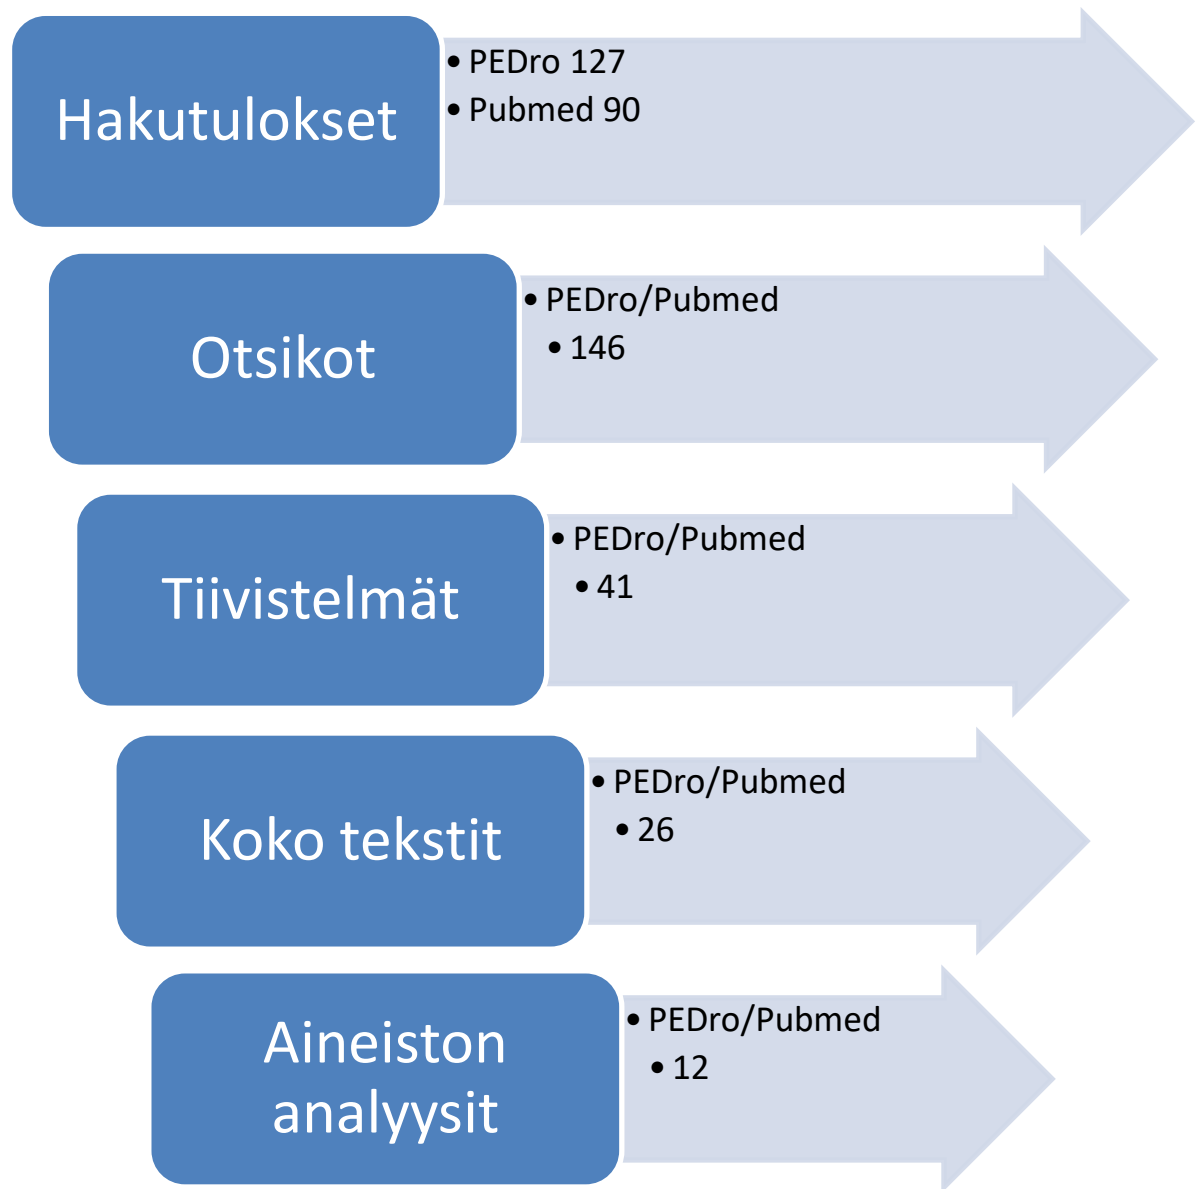 Hakutulokset
• PEDro 127
• Pubmed 90
Otsikot
• PEDro/Pubmed
• 146
Tiivistelmät
• PEDro/Pubmed
• 41
Koko tekstit
• PEDro/Pubmed
• 26
Aineiston
analyysit
• PEDro/Pubmed
• 12